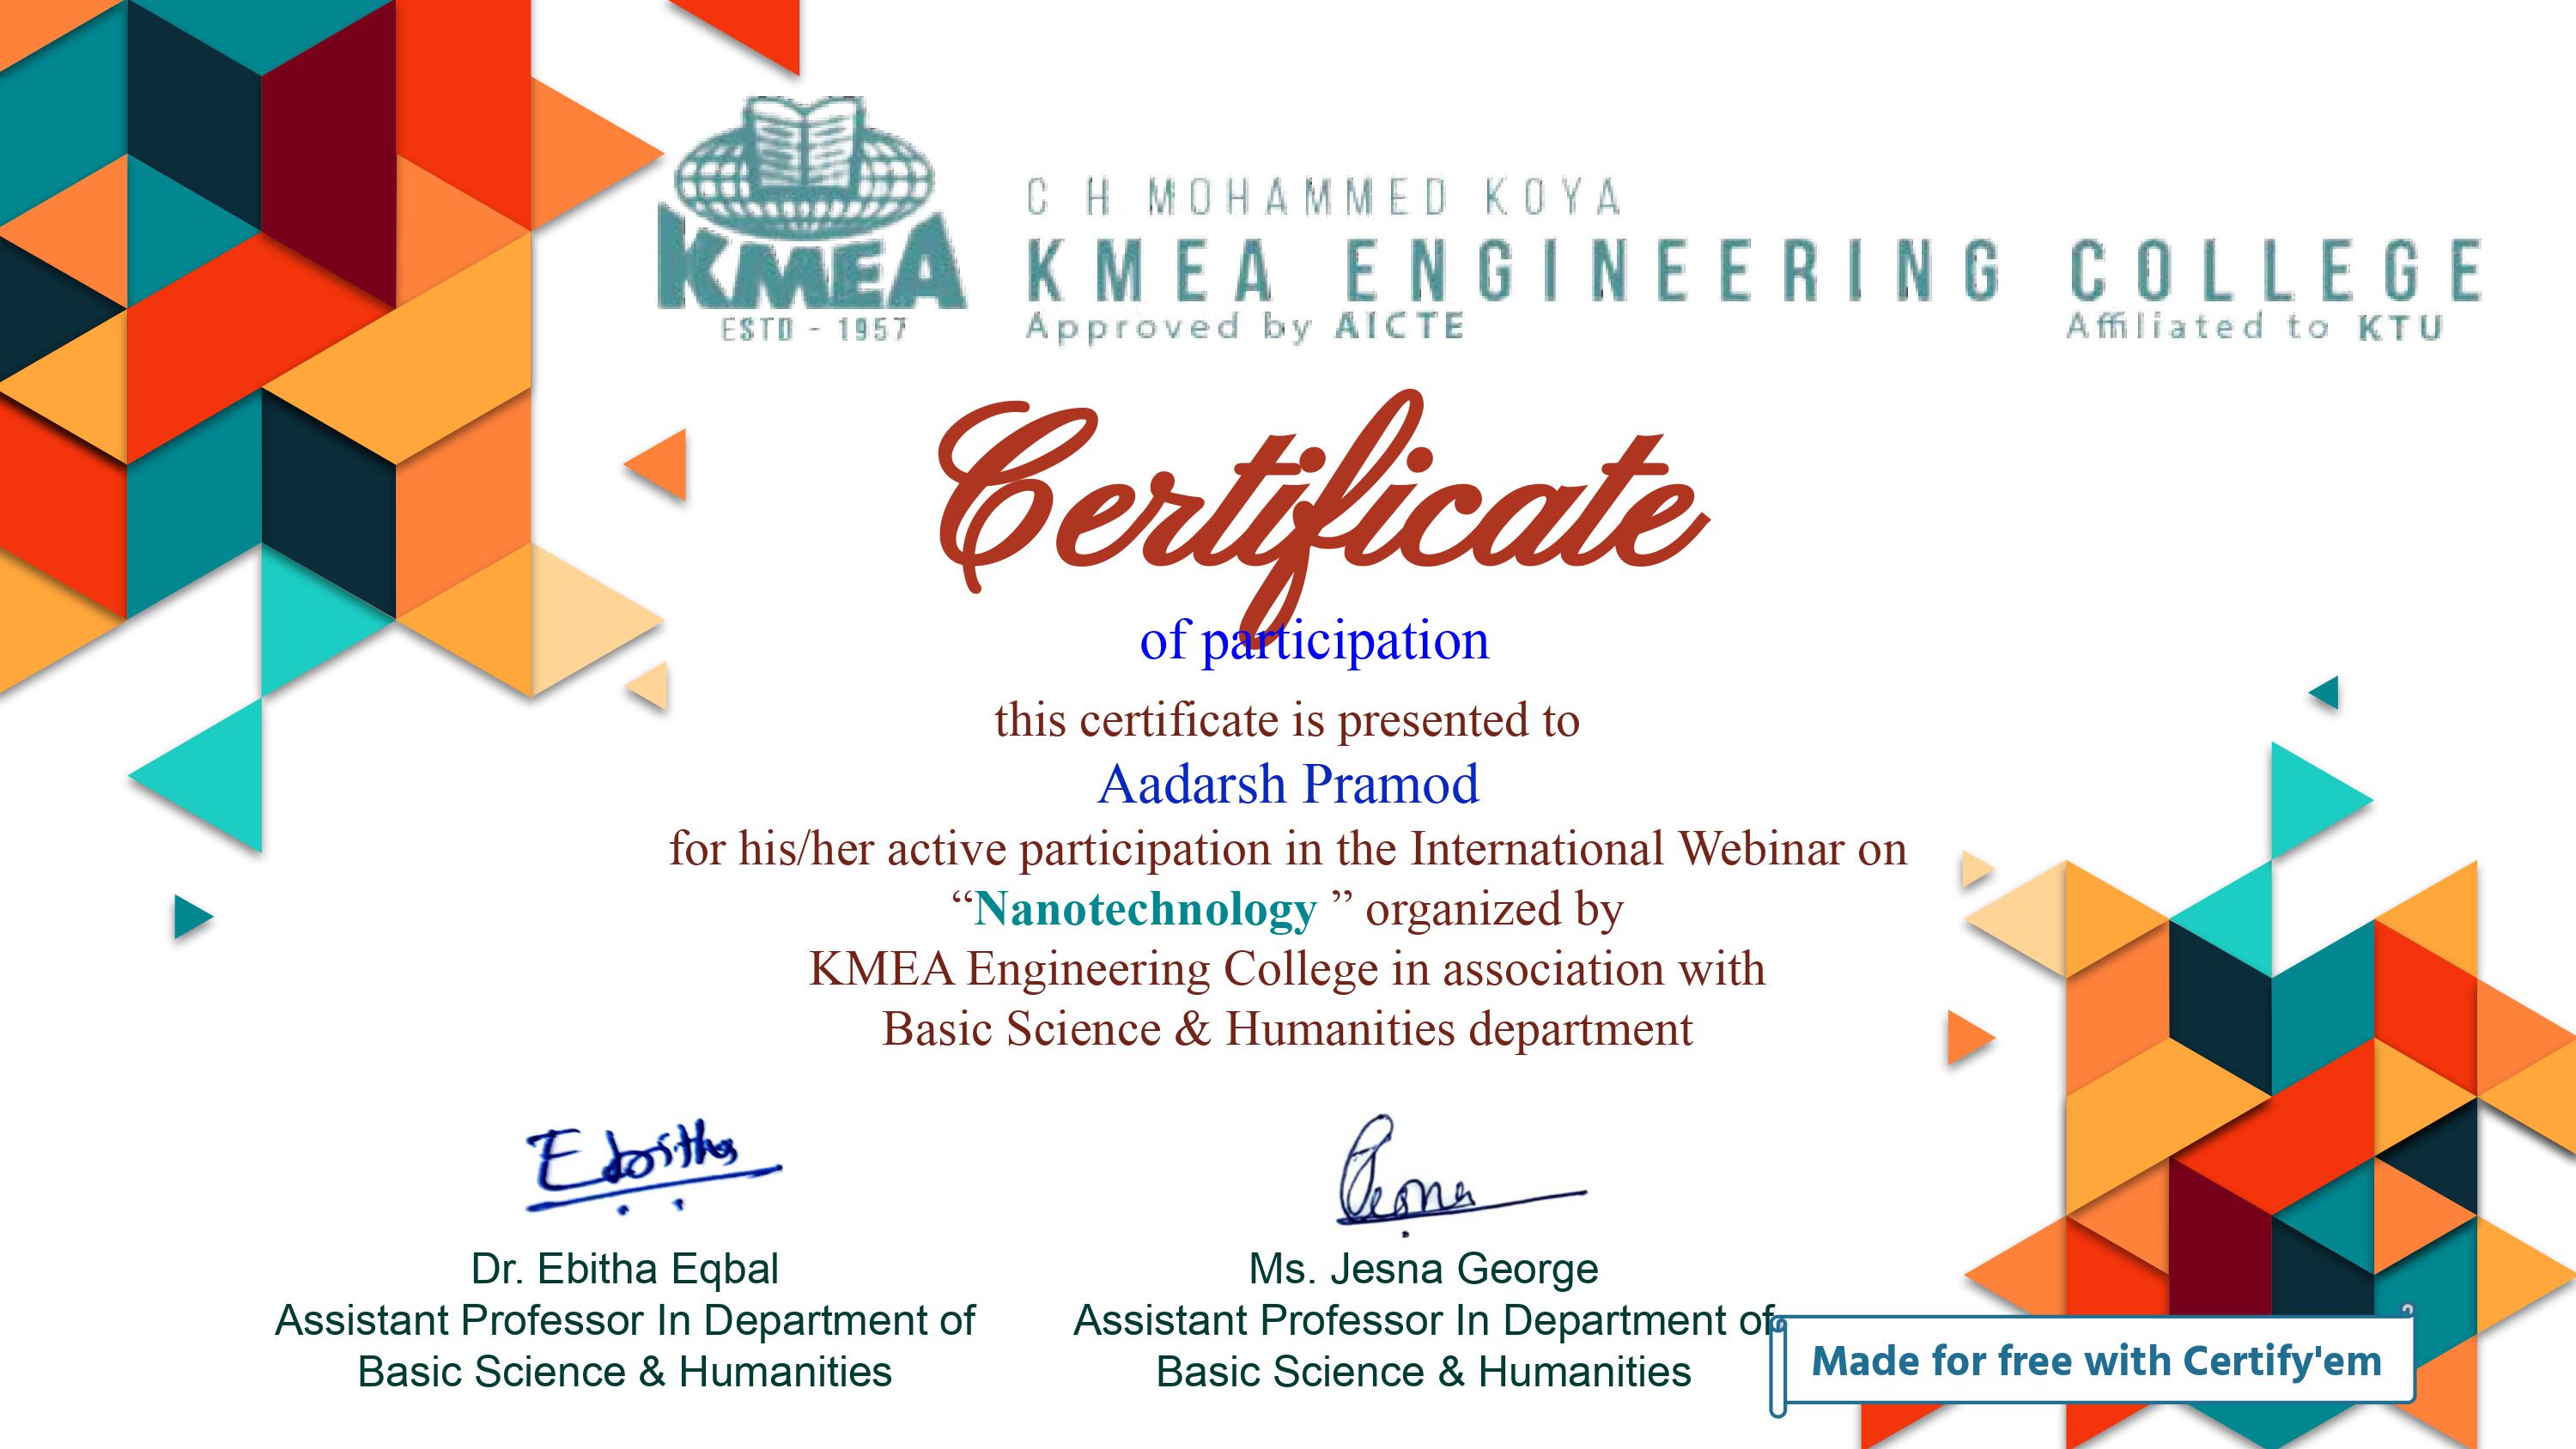 C H MOHAMMED KOYA
KMEA ENGINEERING COLLEGE
KMEA
ESTD - 1957
Approved by AICTE
Affiliated to KTU
Certificate
of participation
this certificate is presented to
Aadarsh Pramod
for his/her active participation in the International Webinar on
“Nanotechnology ” organized by
KMEA Engineering College in association with
Basic Science & Humanities department
Ebitha
Jesna
Dr. Ebitha Eqbal
Assistant Professor In Department of
Basic Science & Humanities
Ms. Jesna George
Assistant Professor In Department of
Basic Science & Humanities
Made for free with Certify'em